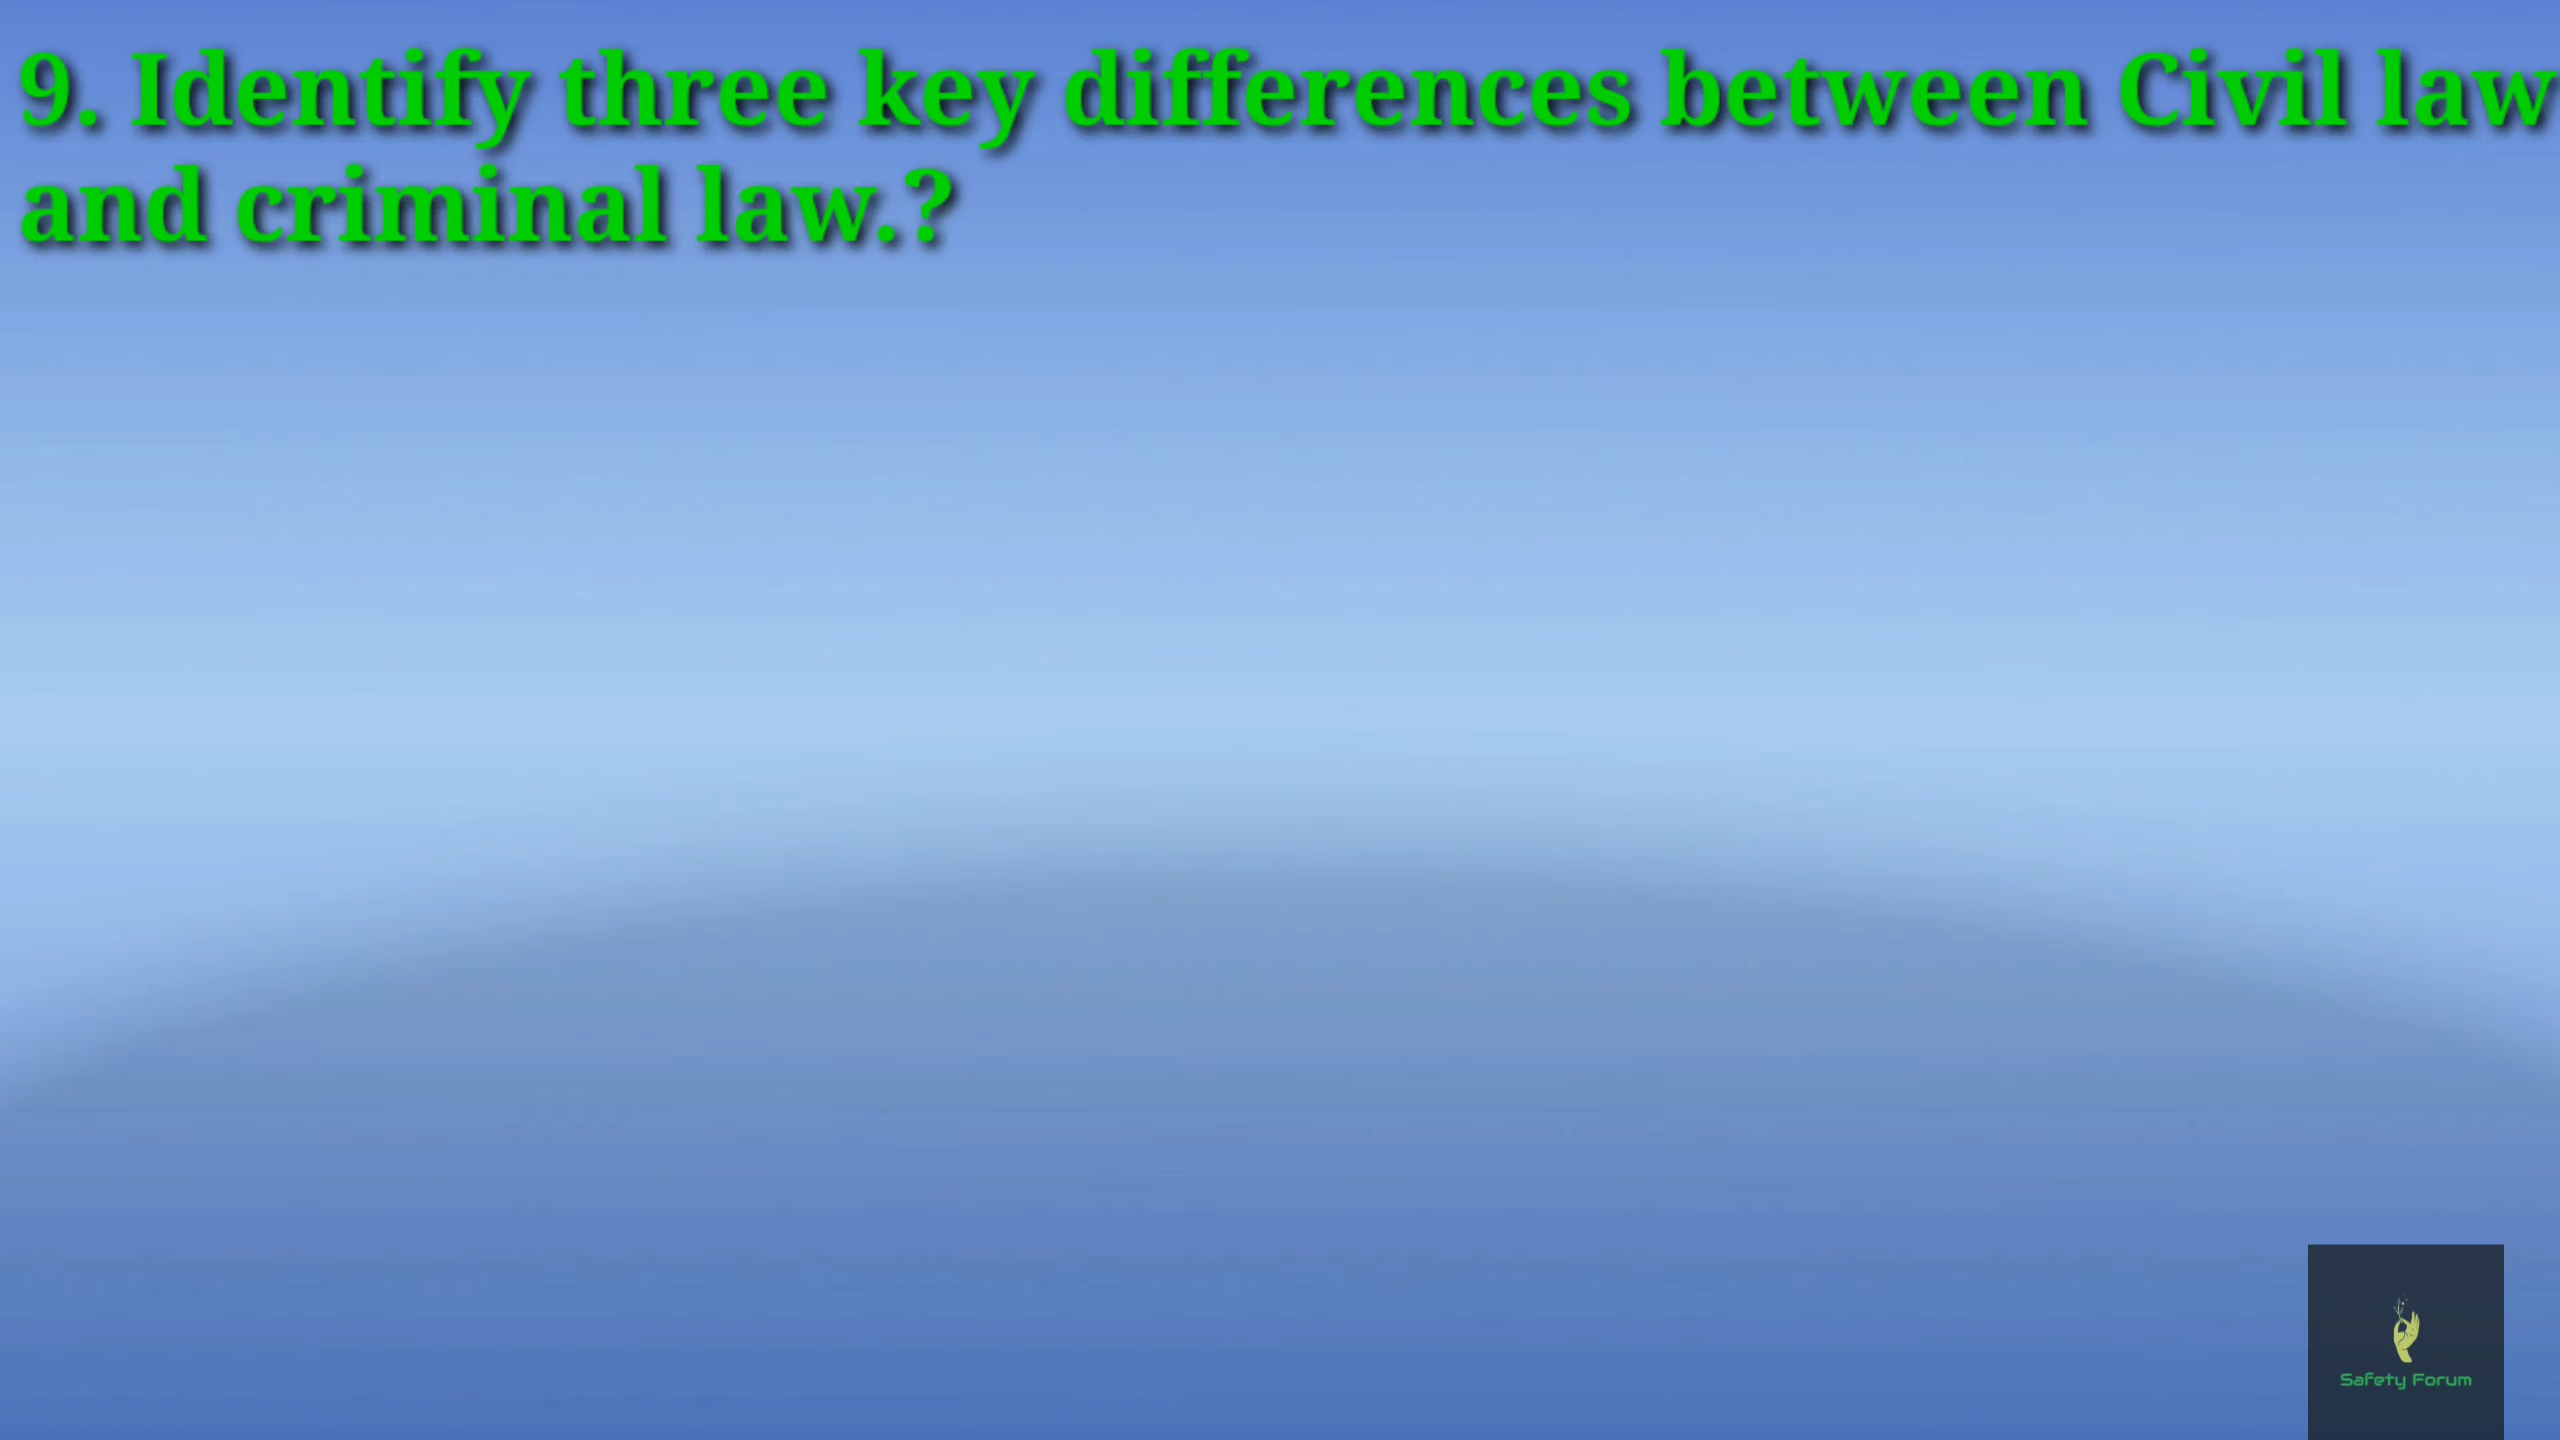 9. Identify three key differences between Civil law
and criminal law.?
Safety Forum